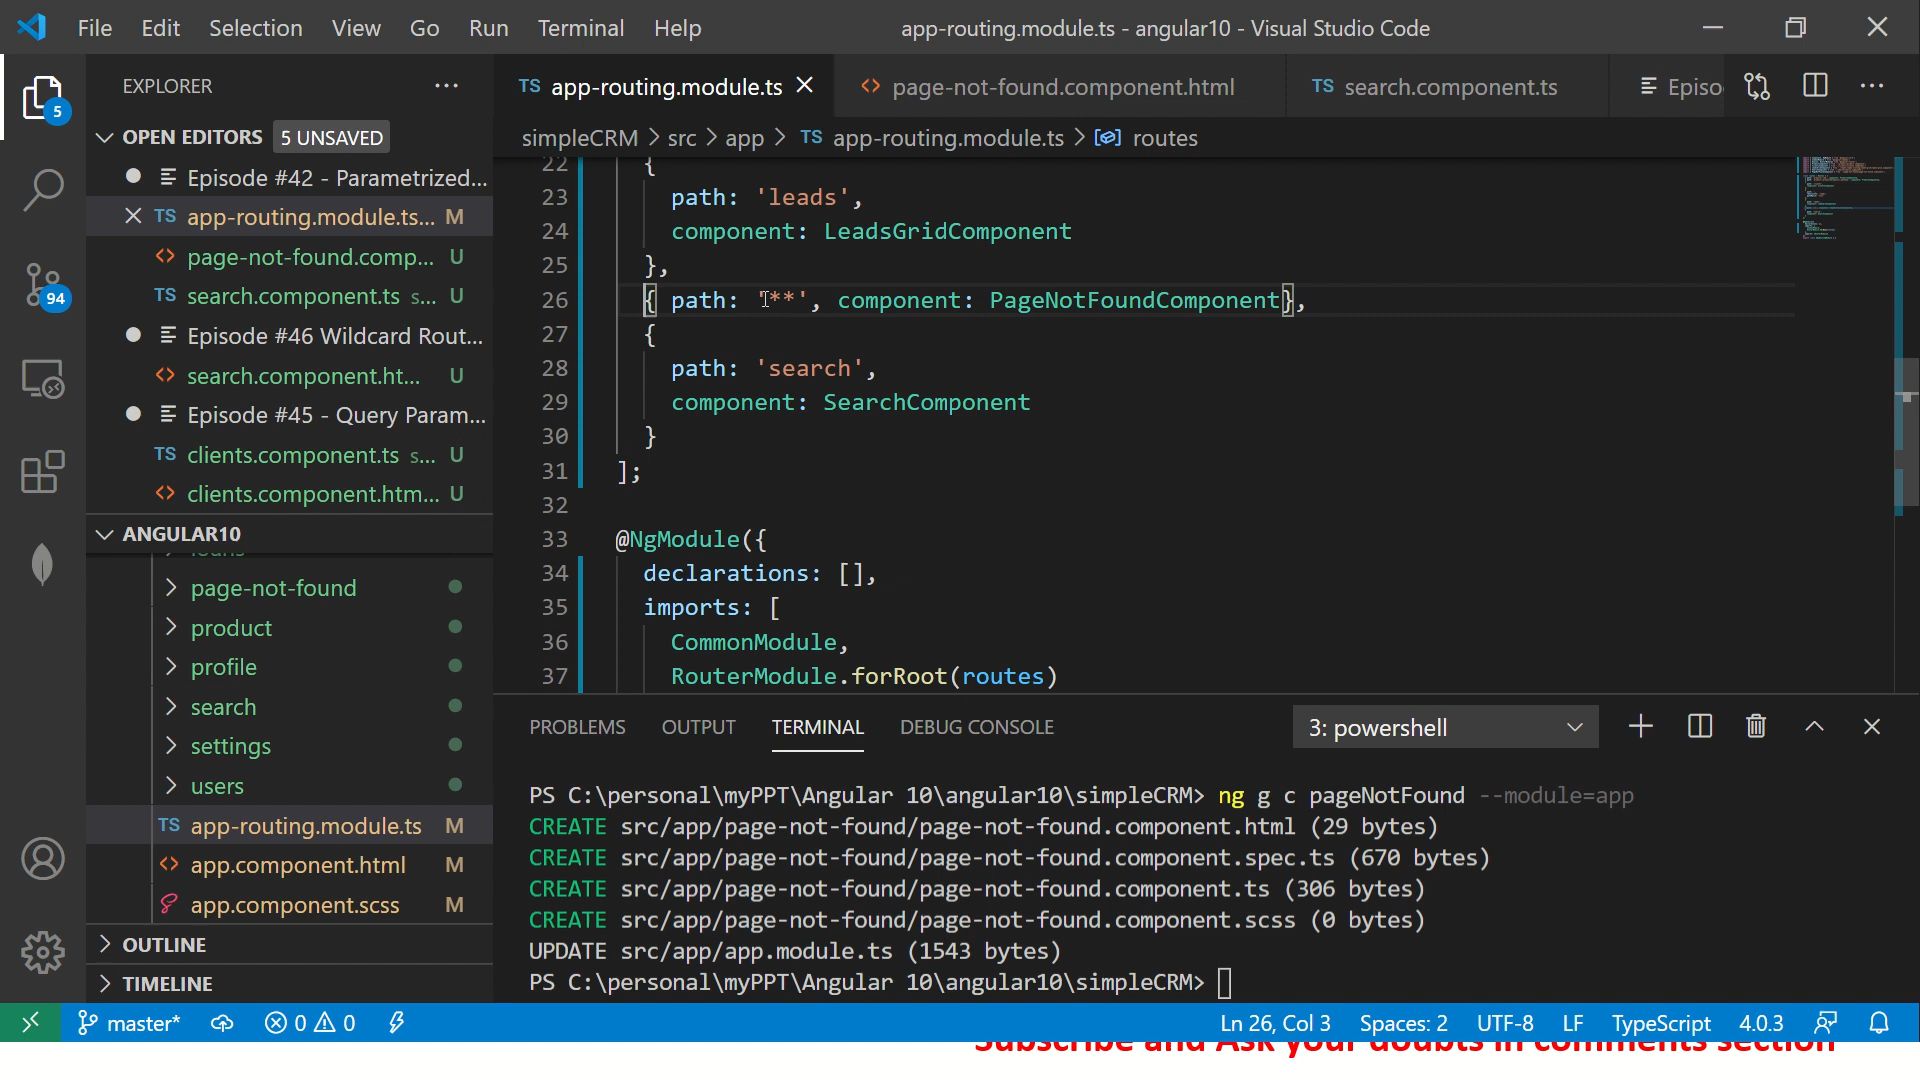 File Edit Selection View Go Run Terminal Help
app-routing.module.ts - angular10 - Visual Studio Code
EXPLORER
TS app-routing.module.ts
<> page-not-found.component.html
TS search.component.ts
Episo
OPEN EDITORS 5 UNSAVED
simpleCRM > src > app > TS app-routing.module.ts > routes
5
Episode #42 - Parametrized...
TS app-routing.module.ts... M
<> page-not-found.comp... U
TS search.component.ts s... U
Episode #46 Wildcard Rout...
<> search.component.ht... U
Episode #45 - Query Param...
TS clients.component.ts s... U
<> clients.component.htm... U
94
22 {
23 path: 'leads',
24 component: LeadsGridComponent
25 },
26 { path: '**', component: PageNotFoundComponent},
27 {
28 path: 'search',
29 component: SearchComponent
30 }
31 ];
32
33 @NgModule({
34 declarations: [],
35 imports: [
36 CommonModule,
37 RouterModule.forRoot(routes)
ANGULAR10
loans
page-not-found
product
profile
search
settings
users
TS app-routing.module.ts M
<> app.component.html M
app.component.scss M
OUTLINE
TIMELINE
PROBLEMS OUTPUT TERMINAL DEBUG CONSOLE
3: powershell
PS C:\personal\myPPT\Angular 10\angular10\simpleCRM> ng g c pageNotFound --module=app
CREATE src/app/page-not-found/page-not-found.component.html (29 bytes)
CREATE src/app/page-not-found/page-not-found.component.spec.ts (670 bytes)
CREATE src/app/page-not-found/page-not-found.component.ts (306 bytes)
CREATE src/app/page-not-found/page-not-found.component.scss (0 bytes)
UPDATE src/app/app.module.ts (1543 bytes)
PS C:\personal\myPPT\Angular 10\angular10\simpleCRM>
master* 0 0
Ln 26, Col 3 Spaces: 2 UTF-8 LF TypeScript 4.0.3
Subscribe and Ask your doubts in comments section